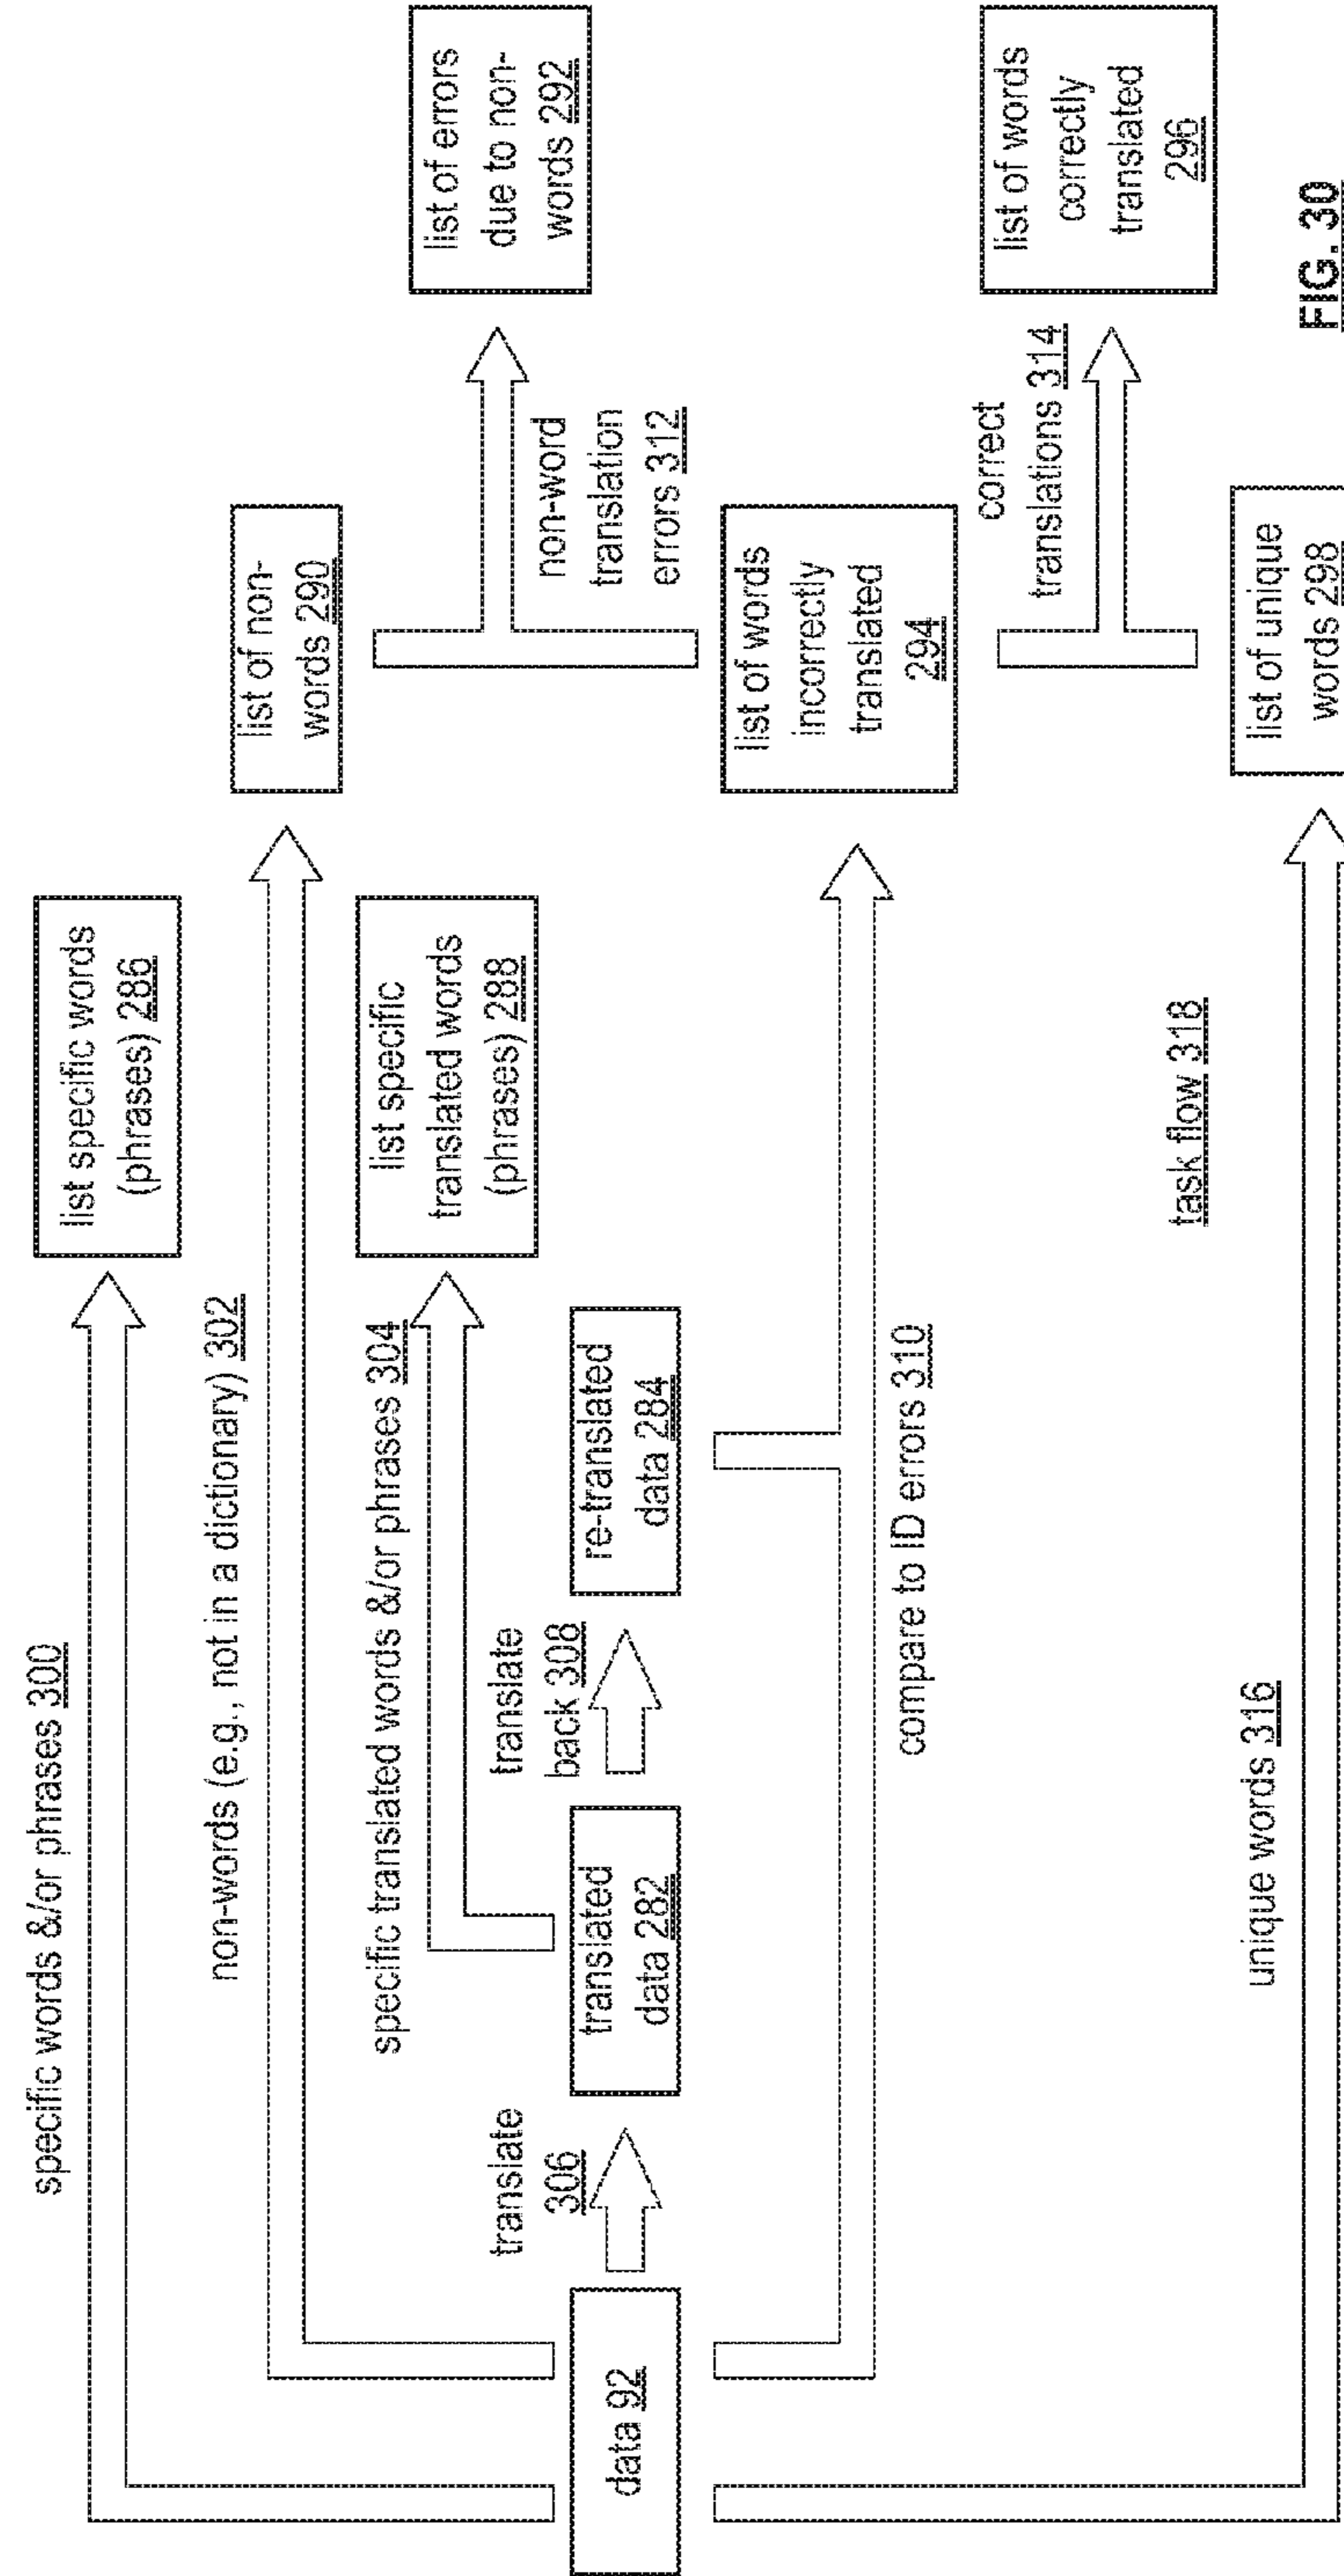 specific words &/or phrases 300
list specific words
(phrases) 286
non-words (e.g., not in a dictionary) 302
list of non-
words 290
specific translated words &/or phrases 304
list specific
translated words
(phrases) 288
list of errors
due to non-
words 292
non-word
translation
errors 312
data 92
translate
306
translated
data 282
translate
back 308
re-translated
data 284
compare to ID errors 310
list of words
incorrectly
translated
294
correct
translations 314
list of words
correctly
translated
296
task flow 318
unique words 316
list of unique
words 298
FIG. 30